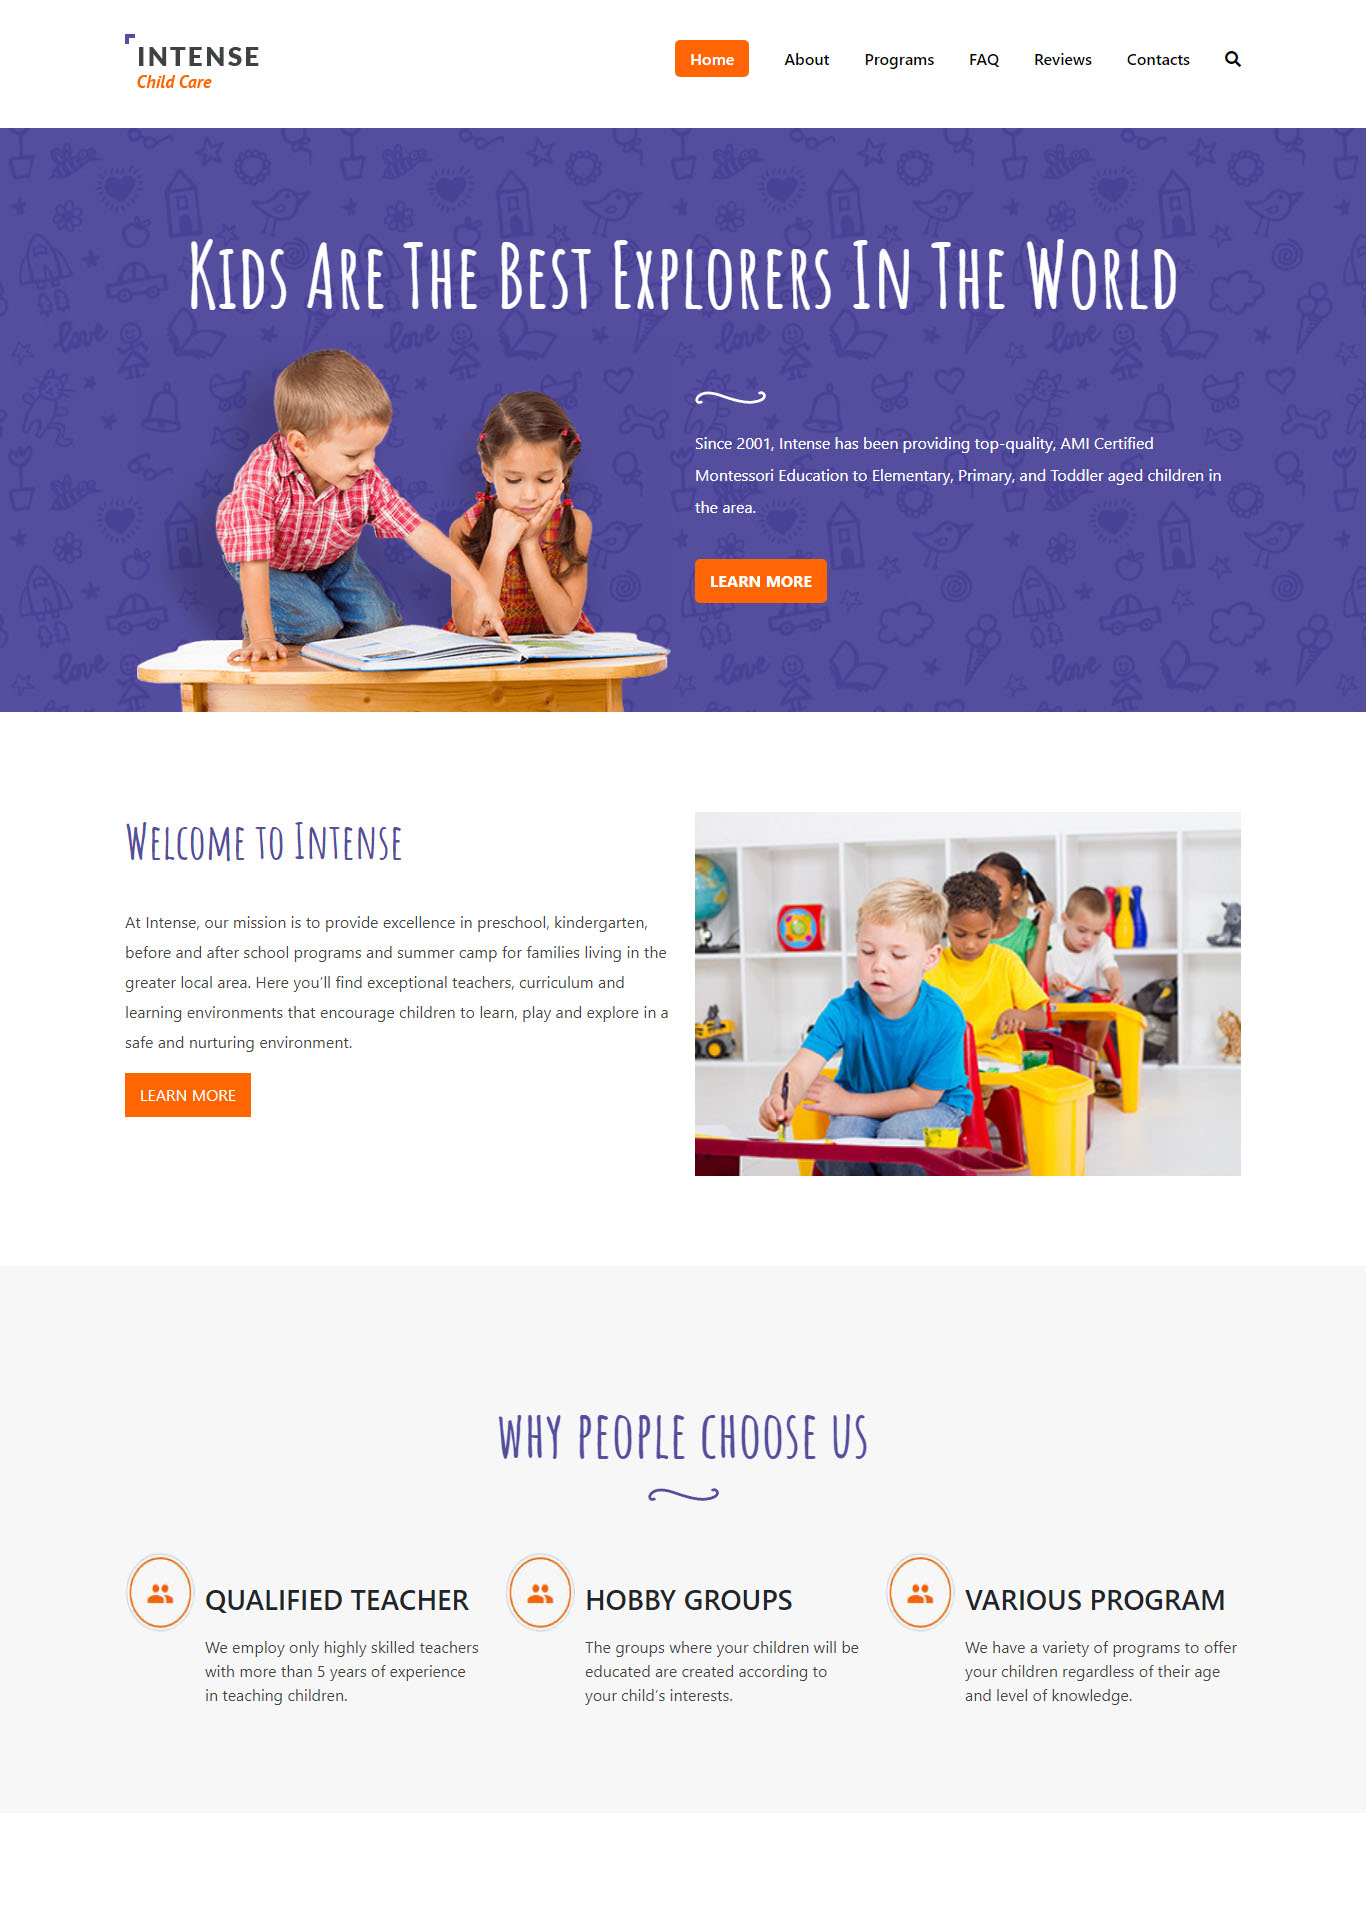 INTENSE
Child Care
Home About Programs FAQ Reviews Contacts
Kids Are The Best Explorers In The World
Since 2001, Intense has been providing top-quality, AMI Certified
Montessori Education to Elementary, Primary, and Toddler aged children in
the area.
LEARN MORE
Welcome to Intense
At Intense, our mission is to provide excellence in preschool, kindergarten,
before and after school programs and summer camp for families living in the
greater local area. Here you’ll find exceptional teachers, curriculum and
learning environments that encourage children to learn, play and explore in a
safe and nurturing environment.
LEARN MORE
WHY PEOPLE CHOOSE US
QUALIFIED TEACHER
We employ only highly skilled teachers
with more than 5 years of experience
in teaching children.
HOBBY GROUPS
The groups where your children will be
educated are created according to
your child’s interests.
VARIOUS PROGRAM
We have a variety of programs to offer
your children regardless of their age
and level of knowledge.